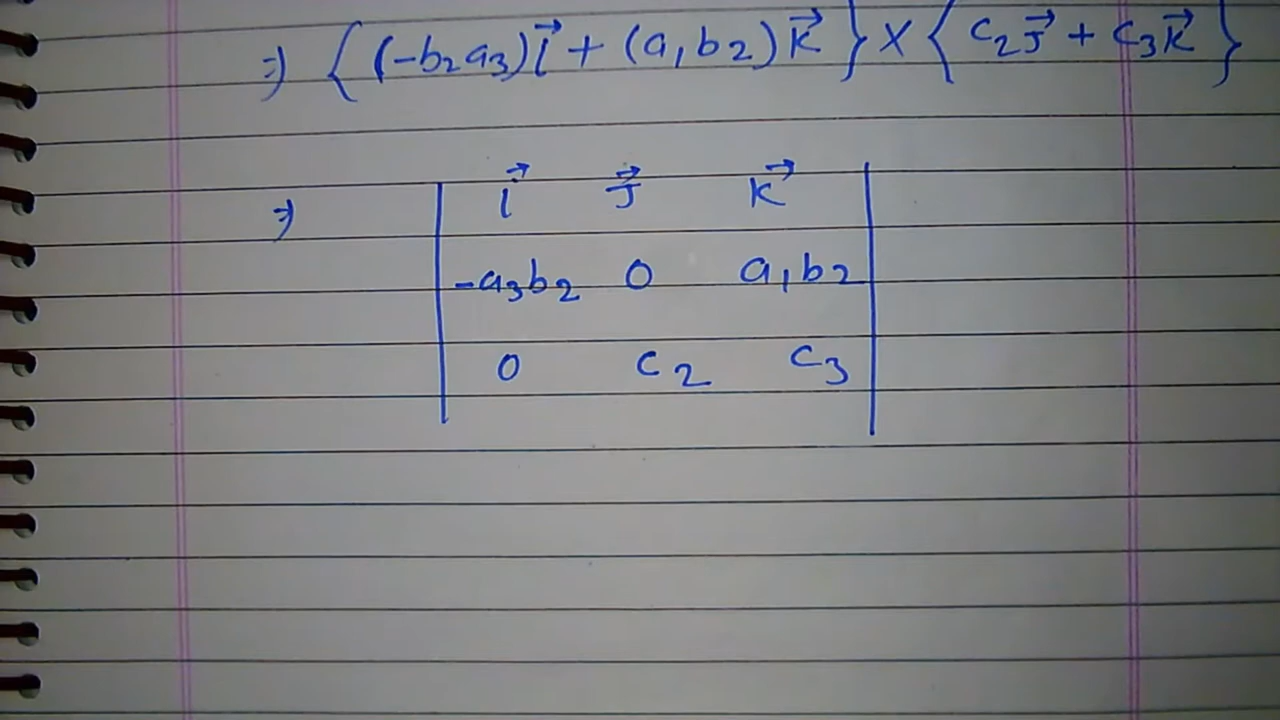 ⇒ {(-b₂a₃)i⃗ + (a₁b₂)k⃗} × {c₂j⃗ + c₃k⃗}
⇒ | i⃗ j⃗ k⃗ |
-a₃b₂ 0 a₁b₂
0 c₂ c₃